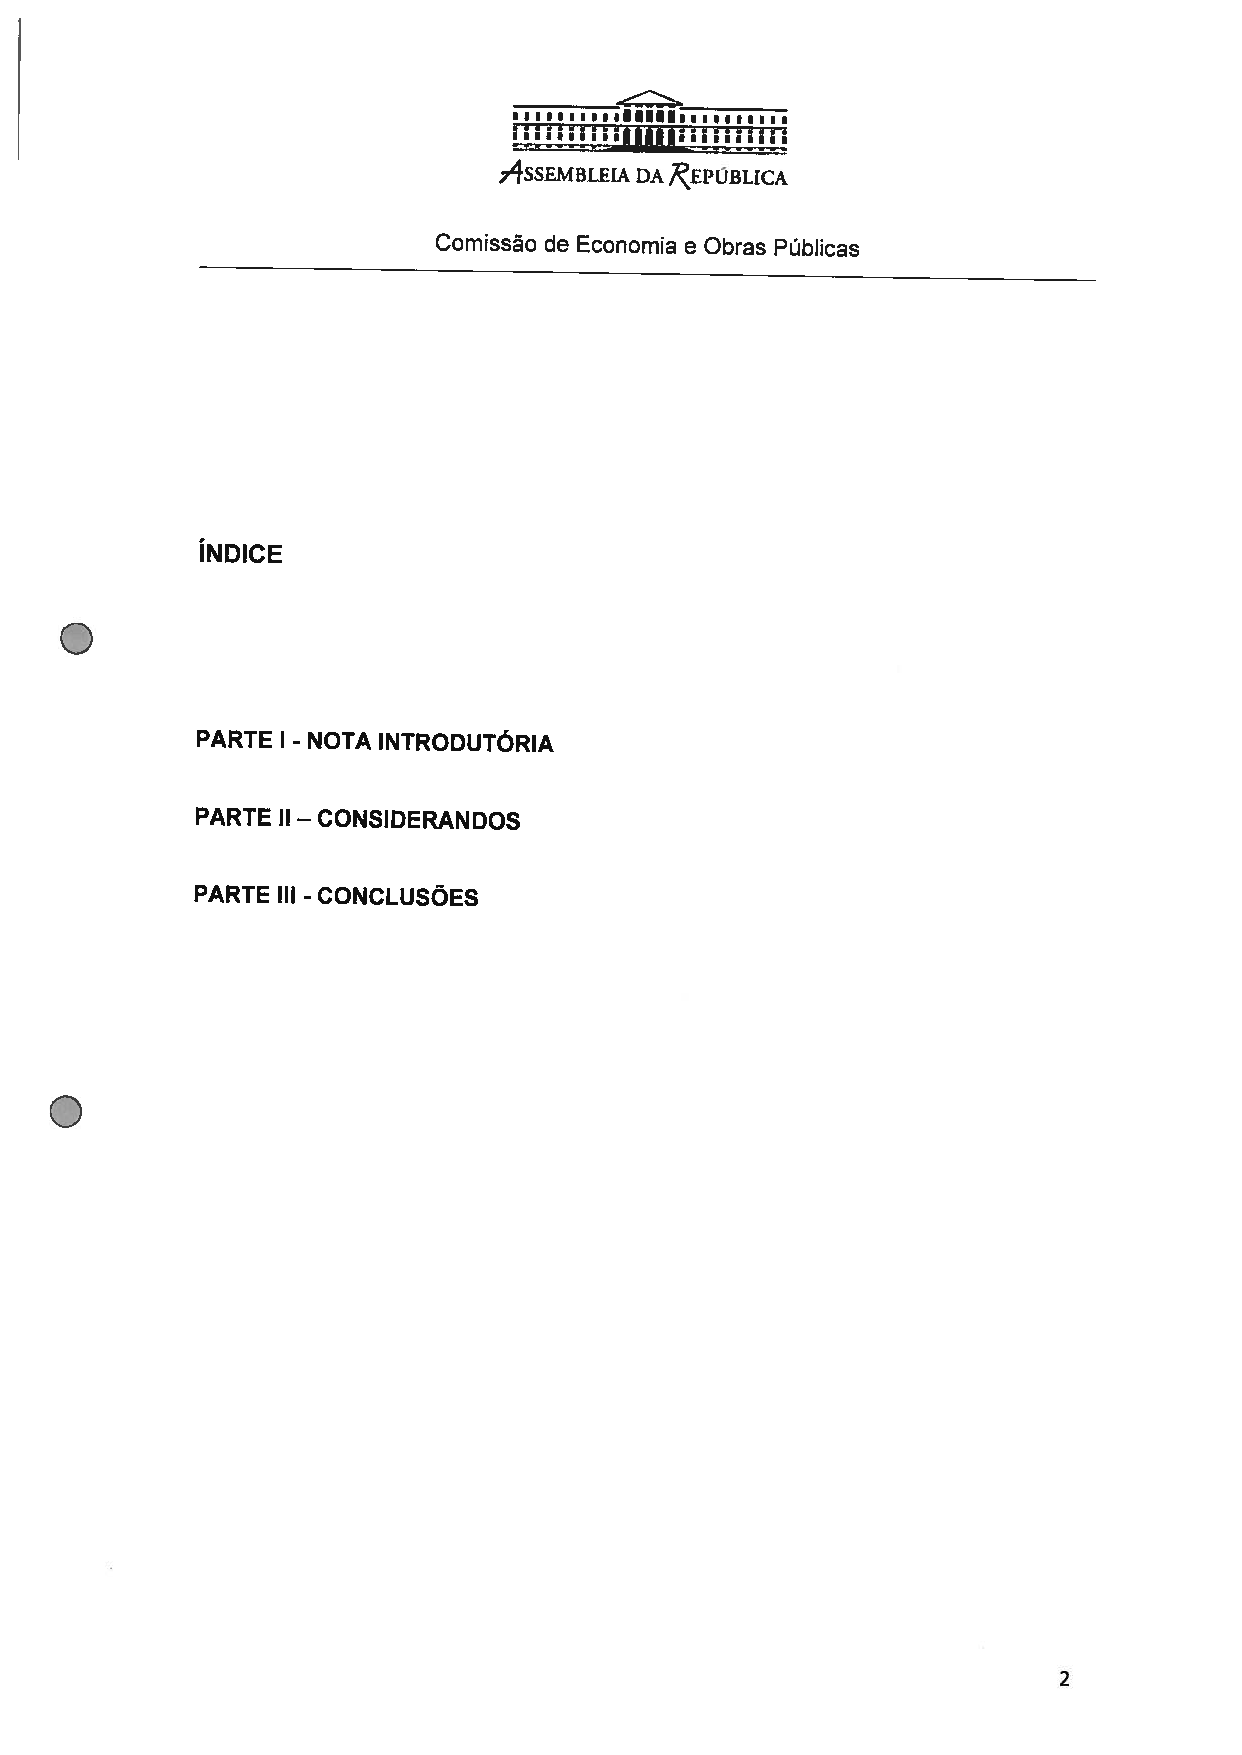 ASSEMBLEIA DA REPÚBLICA
Comissão de Economia e Obras Públicas
ÍNDICE
PARTE I - NOTA INTRODUTÓRIA
PARTE II – CONSIDERANDOS
PARTE III - CONCLUSÕES
2